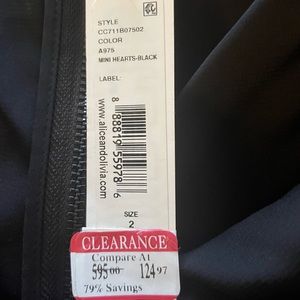 STYLE
CC711B07502
COLOR
A975
MINI HEARTS-BLACK
LABEL:
8 88819 55978 6
www.aliceandolivia.com
SIZE
2
CLEARANCE
Compare At
595.00 124.97
79% Savings